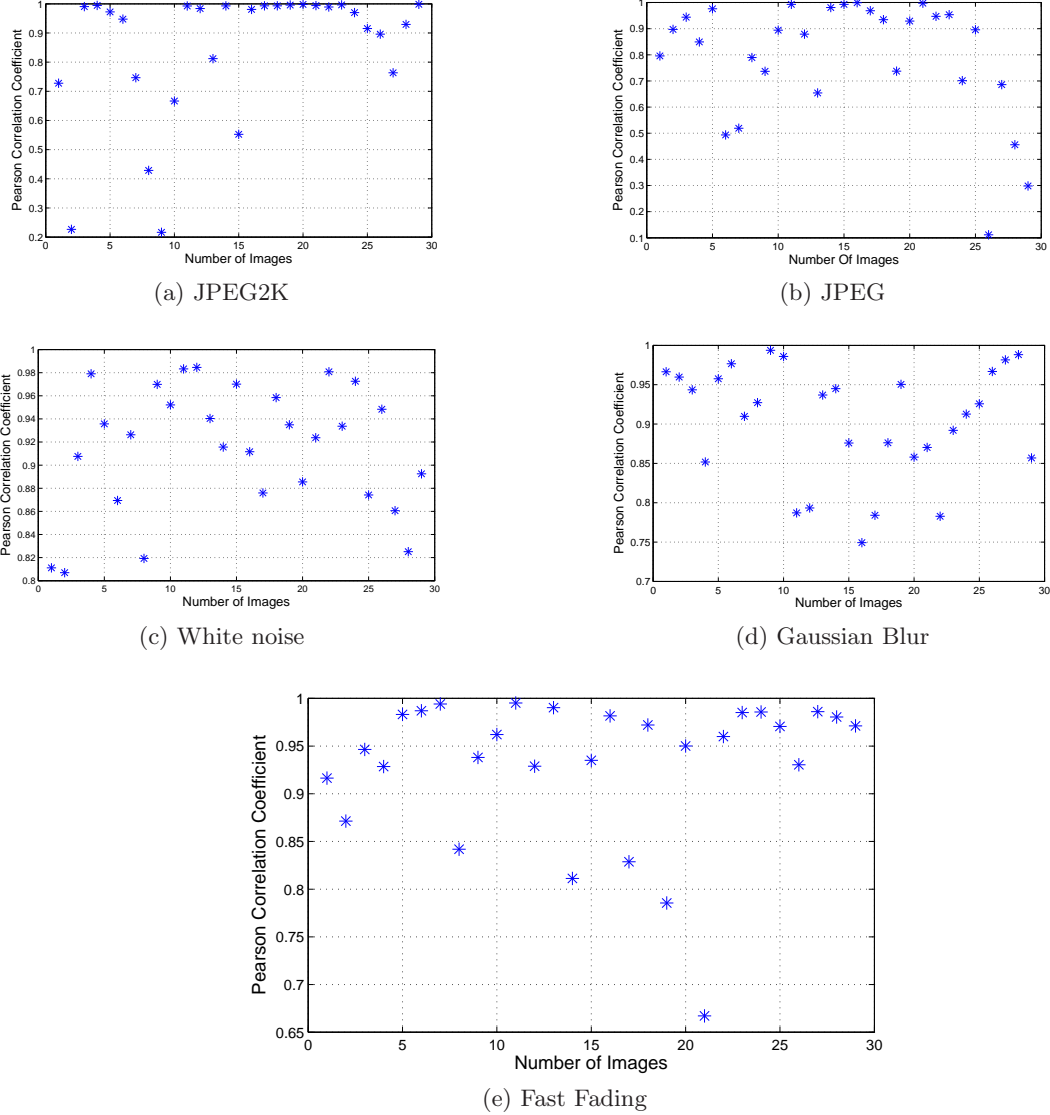 Pearson Correlation Coefficient
1
0.9
0.8
0.7
0.6
0.5
0.4
0.3
0.2
0 5 10 15 20 25 30
Number of Images
(a) JPEG2K
Pearson Correlation Coefficient
1
0.9
0.8
0.7
0.6
0.5
0.4
0.3
0.2
0.1
0 5 10 15 20 25 30
Number Of Images
(b) JPEG
Pearson Correlation Coefficient
1
0.98
0.96
0.94
0.92
0.9
0.88
0.86
0.84
0.82
0.8
0 5 10 15 20 25 30
Number of Images
(c) White noise
Pearson Correlation Coefficient
1
0.95
0.9
0.85
0.8
0.75
0.7
0 5 10 15 20 25 30
Number of Images
(d) Gaussian Blur
Pearson Correlation Coefficient
1
0.95
0.9
0.85
0.8
0.75
0.7
0.65
0 5 10 15 20 25 30
Number of Images
(e) Fast Fading